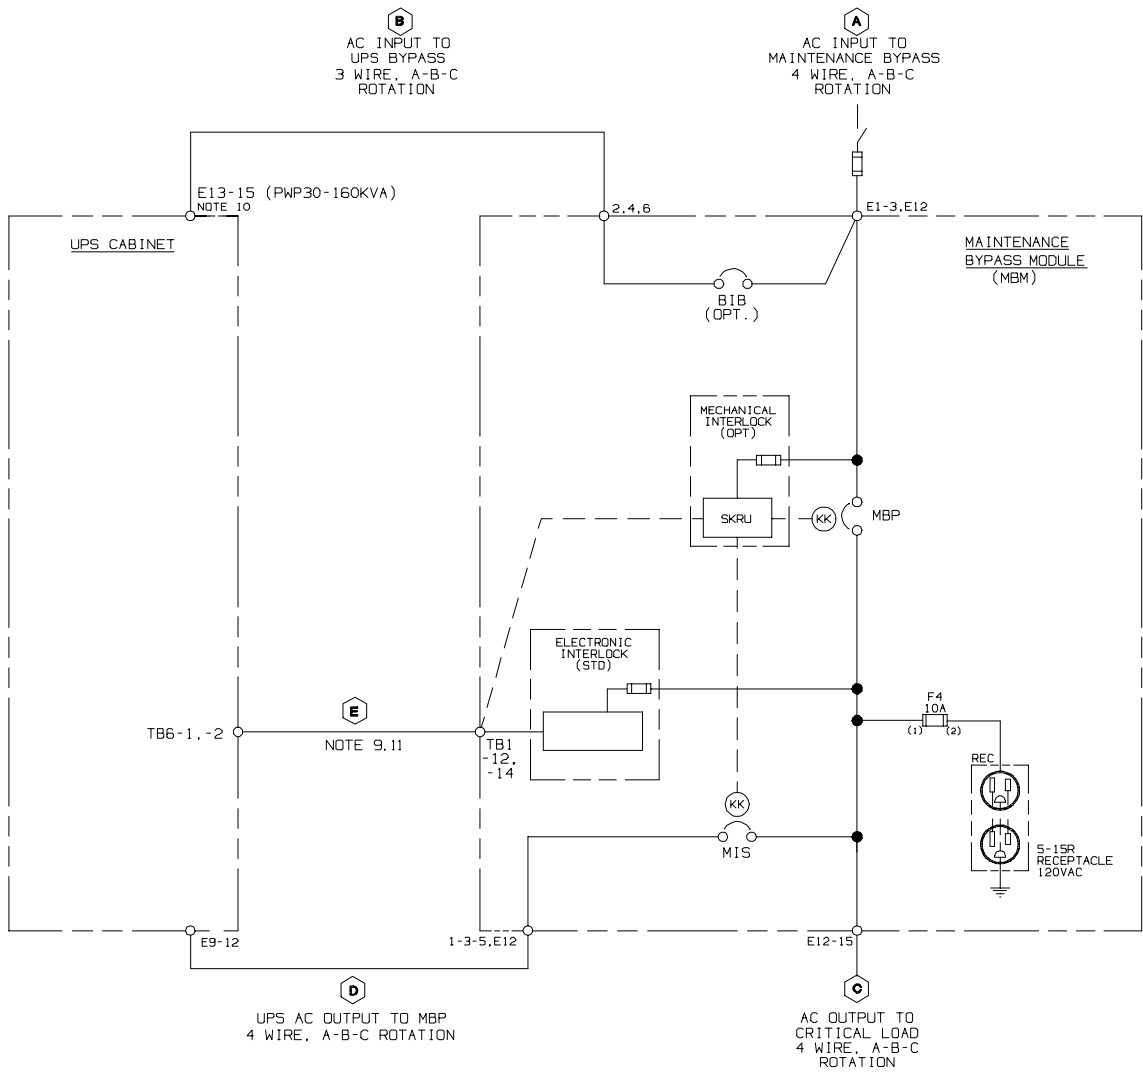 B
AC INPUT TO
UPS BYPASS
3 WIRE, A-B-C
ROTATION
A
AC INPUT TO
MAINTENANCE BYPASS
4 WIRE, A-B-C
ROTATION
E13-15 (PWP30-160KVA)
NOTE 10
2,4,6
E1-3,E12
UPS CABINET
MAINTENANCE
BYPASS MODULE
(MBM)
BIB
(OPT.)
MECHANICAL
INTERLOCK
(OPT)
SKRU
KK
MBP
ELECTRONIC
INTERLOCK
(STD)
F4
10A
(1)
(2)
E
TB6-1,-2
NOTE 9,11
TB1
-12,
-14
REC
KK
MIS
5-15R
RECEPTACLE
120VAC
E9-12
1-3-5,E12
E12-15
D
UPS AC OUTPUT TO MBP
4 WIRE, A-B-C ROTATION
C
AC OUTPUT TO
CRITICAL LOAD
4 WIRE, A-B-C
ROTATION